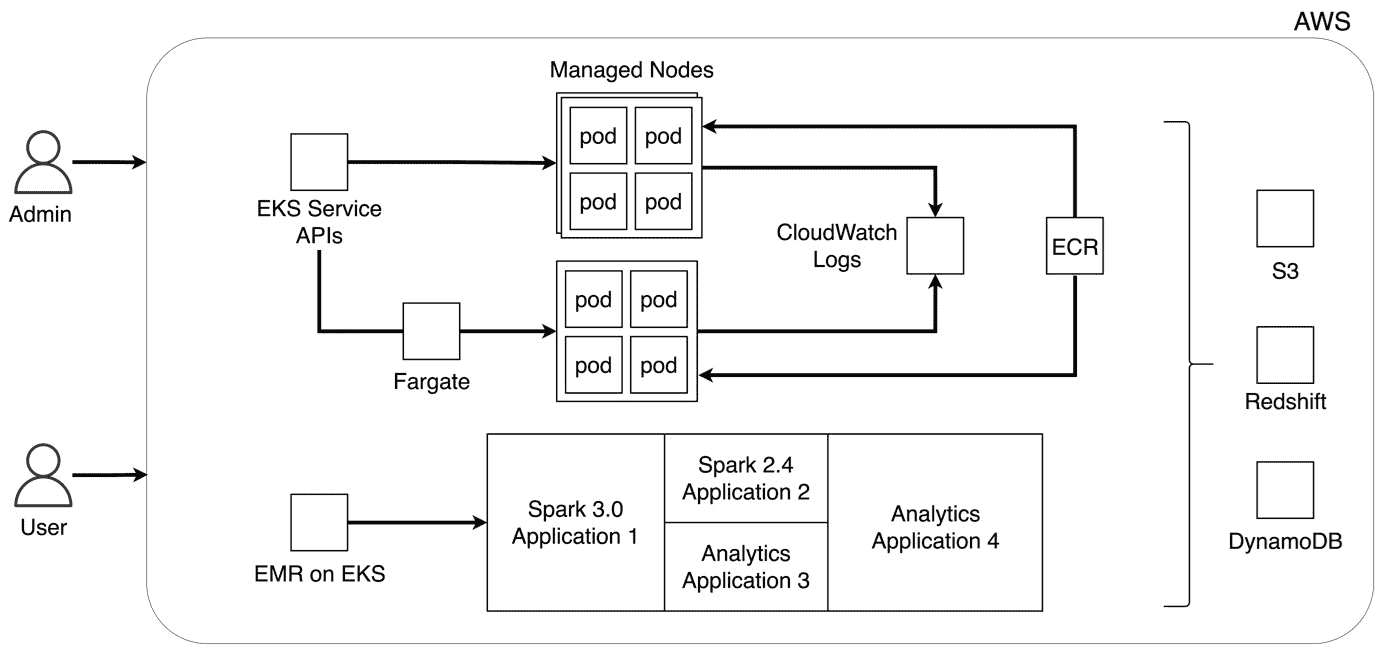 AWS
Managed Nodes
pod pod
pod pod
Admin
EKS Service
APIs
CloudWatch
Logs
ECR
S3
pod pod
pod pod
Fargate
Redshift
User
EMR on EKS
Spark 3.0
Application 1
Spark 2.4
Application 2
Analytics
Application 3
Analytics
Application 4
DynamoDB